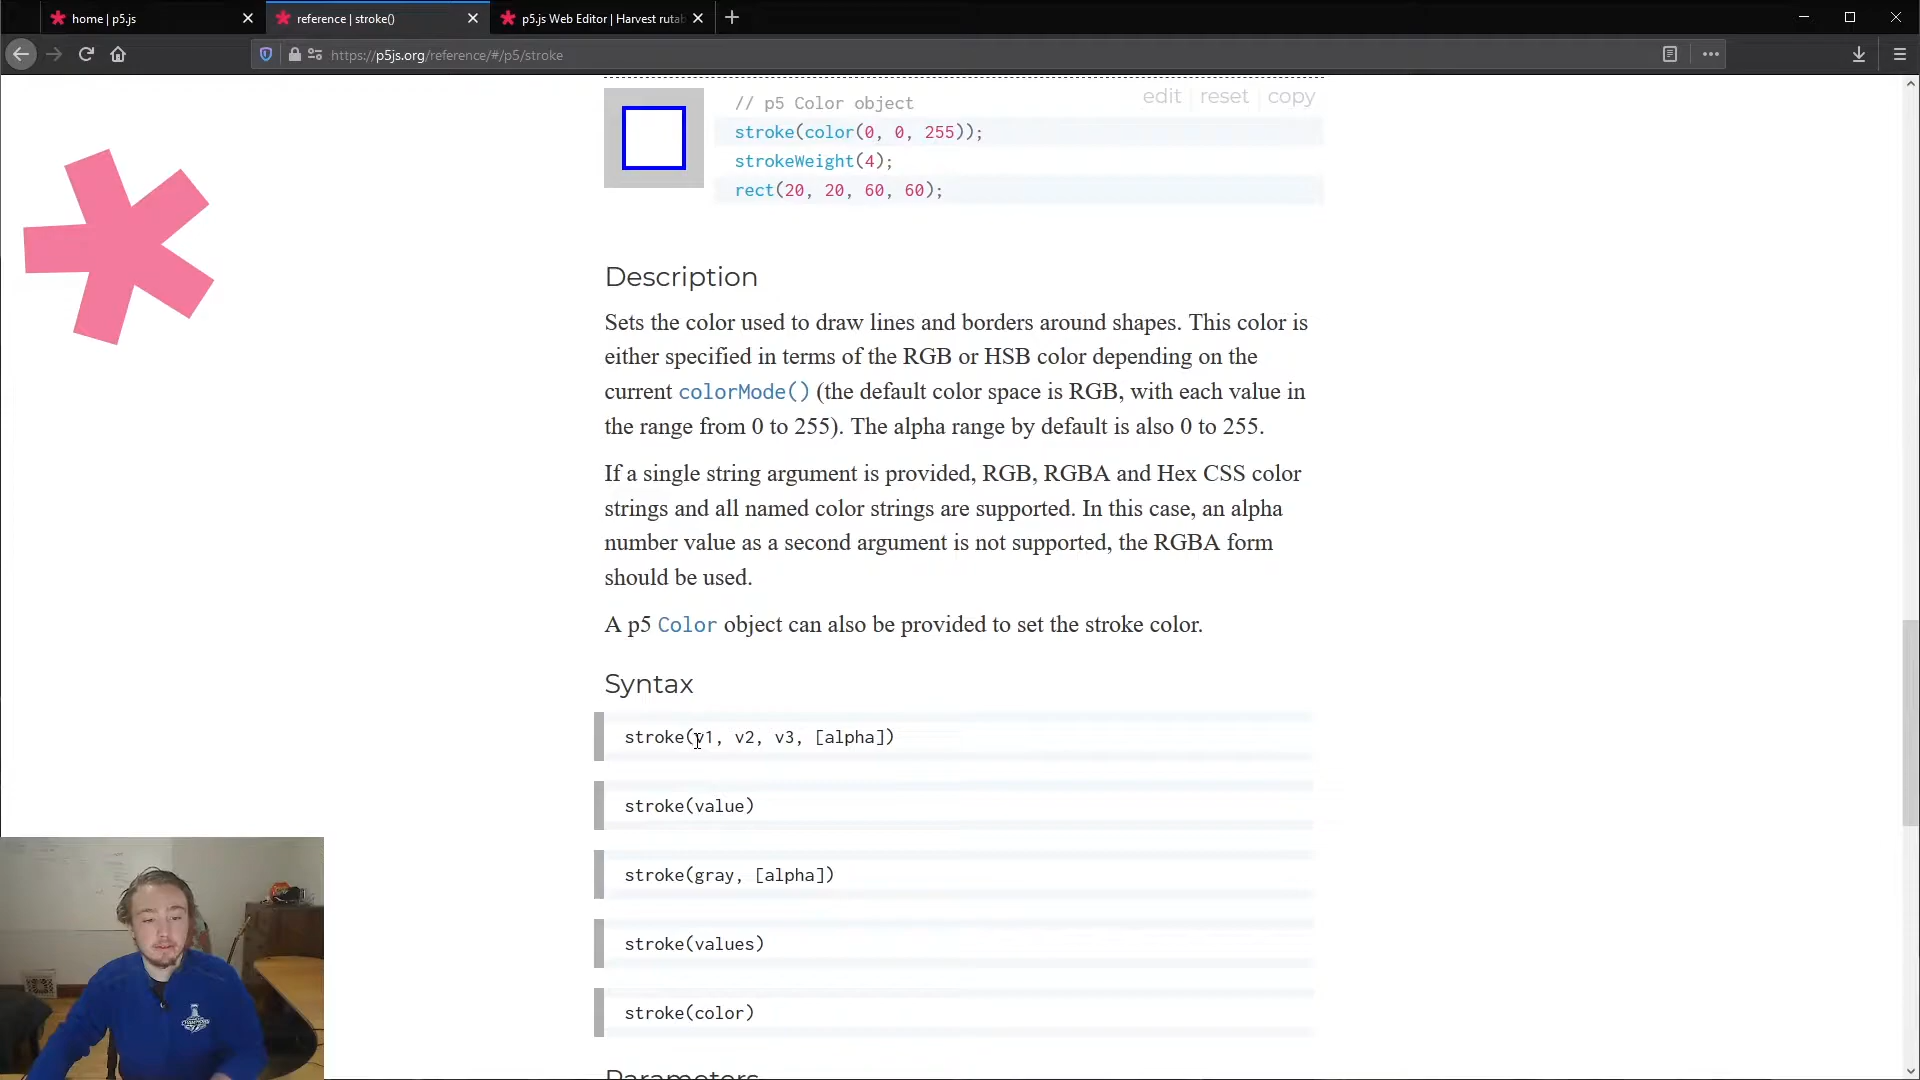 home | p5.js
reference | stroke()
p5.js Web Editor | Harvest rutab
https://p5js.org/reference/#/p5/stroke
edit | reset | copy
// p5 Color object
stroke(color(0, 0, 255));
strokeWeight(4);
rect(20, 20, 60, 60);
Description
Sets the color used to draw lines and borders around shapes. This color is
either specified in terms of the RGB or HSB color depending on the
current colorMode() (the default color space is RGB, with each value in
the range from 0 to 255). The alpha range by default is also 0 to 255.
If a single string argument is provided, RGB, RGBA and Hex CSS color
strings and all named color strings are supported. In this case, an alpha
number value as a second argument is not supported, the RGBA form
should be used.
A p5 Color object can also be provided to set the stroke color.
Syntax
stroke(v1, v2, v3, [alpha])
stroke(value)
stroke(gray, [alpha])
stroke(values)
stroke(color)
Parameters